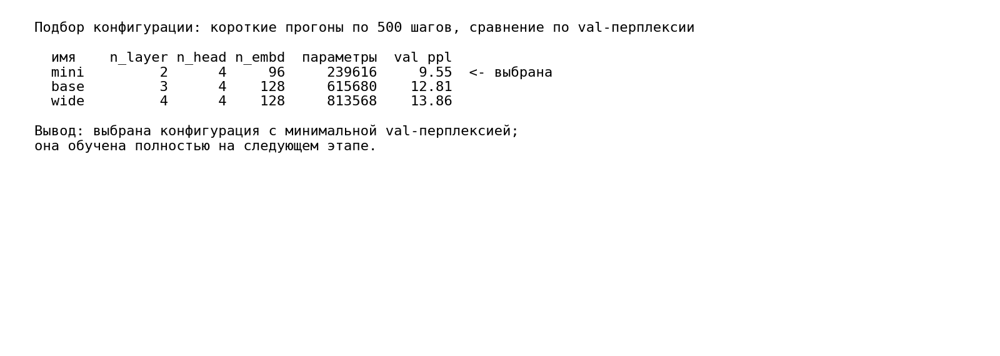 Подбор конфигурации: короткие прогоны по 500 шагов, сравнение по val-перплексии
имя n_layer n_head n_embd параметры val ppl
mini 2 4 96 239616 9.55 <- выбрана
base 3 4 128 615680 12.81
wide 4 4 128 813568 13.86
Вывод: выбрана конфигурация с минимальной val-перплексией;
она обучена полностью на следующем этапе.